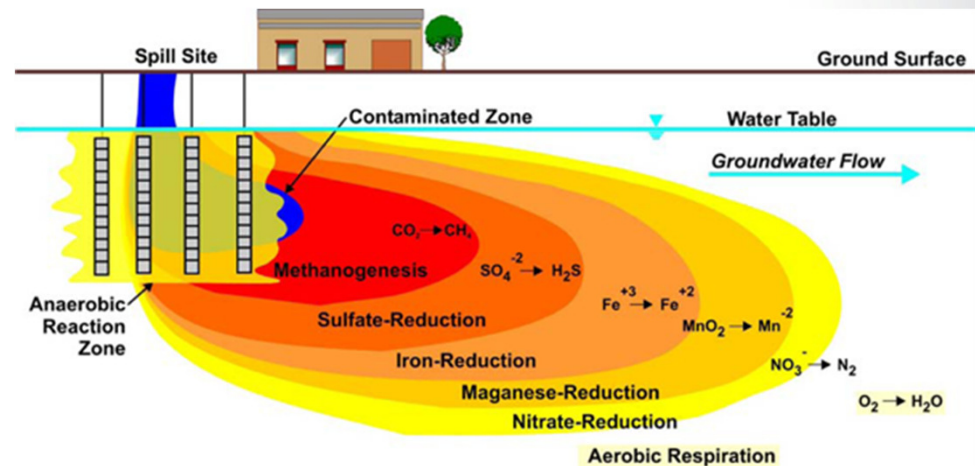 Spill Site
Ground Surface
Contaminated Zone
Water Table
Groundwater Flow
CO₂→CH₄
Methanogenesis
SO₄⁻²→H₂S
Anaerobic
Reaction
Zone
Fe⁺³→Fe⁺²
Sulfate-Reduction
MnO₂→Mn⁻²
Iron-Reduction
NO₃⁻→N₂
Maganese-Reduction
O₂→H₂O
Nitrate-Reduction
Aerobic Respiration